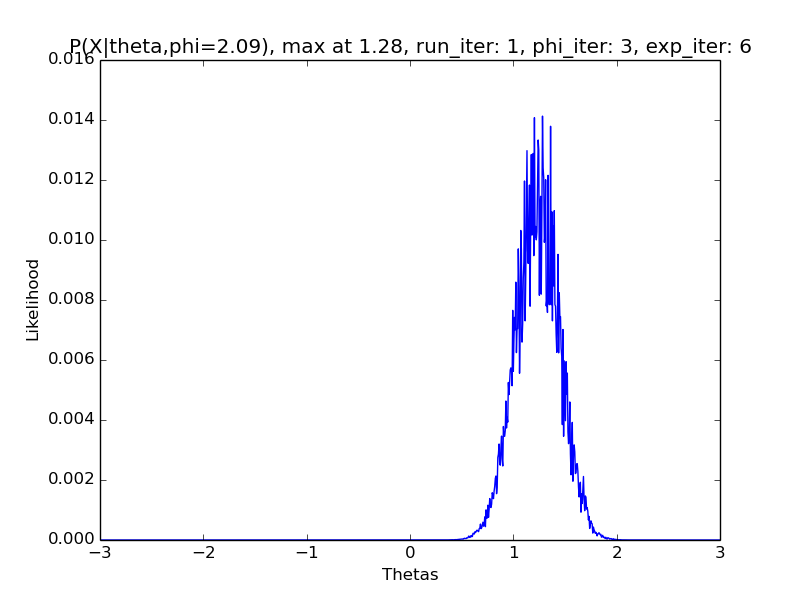 P(X|theta,phi=2.09), max at 1.28, run_iter: 1, phi_iter: 3, exp_iter: 6
0.016
0.014
0.012
0.010
0.008
0.006
0.004
0.002
0.000
Likelihood
−3 −2 −1 0 1 2 3
Thetas